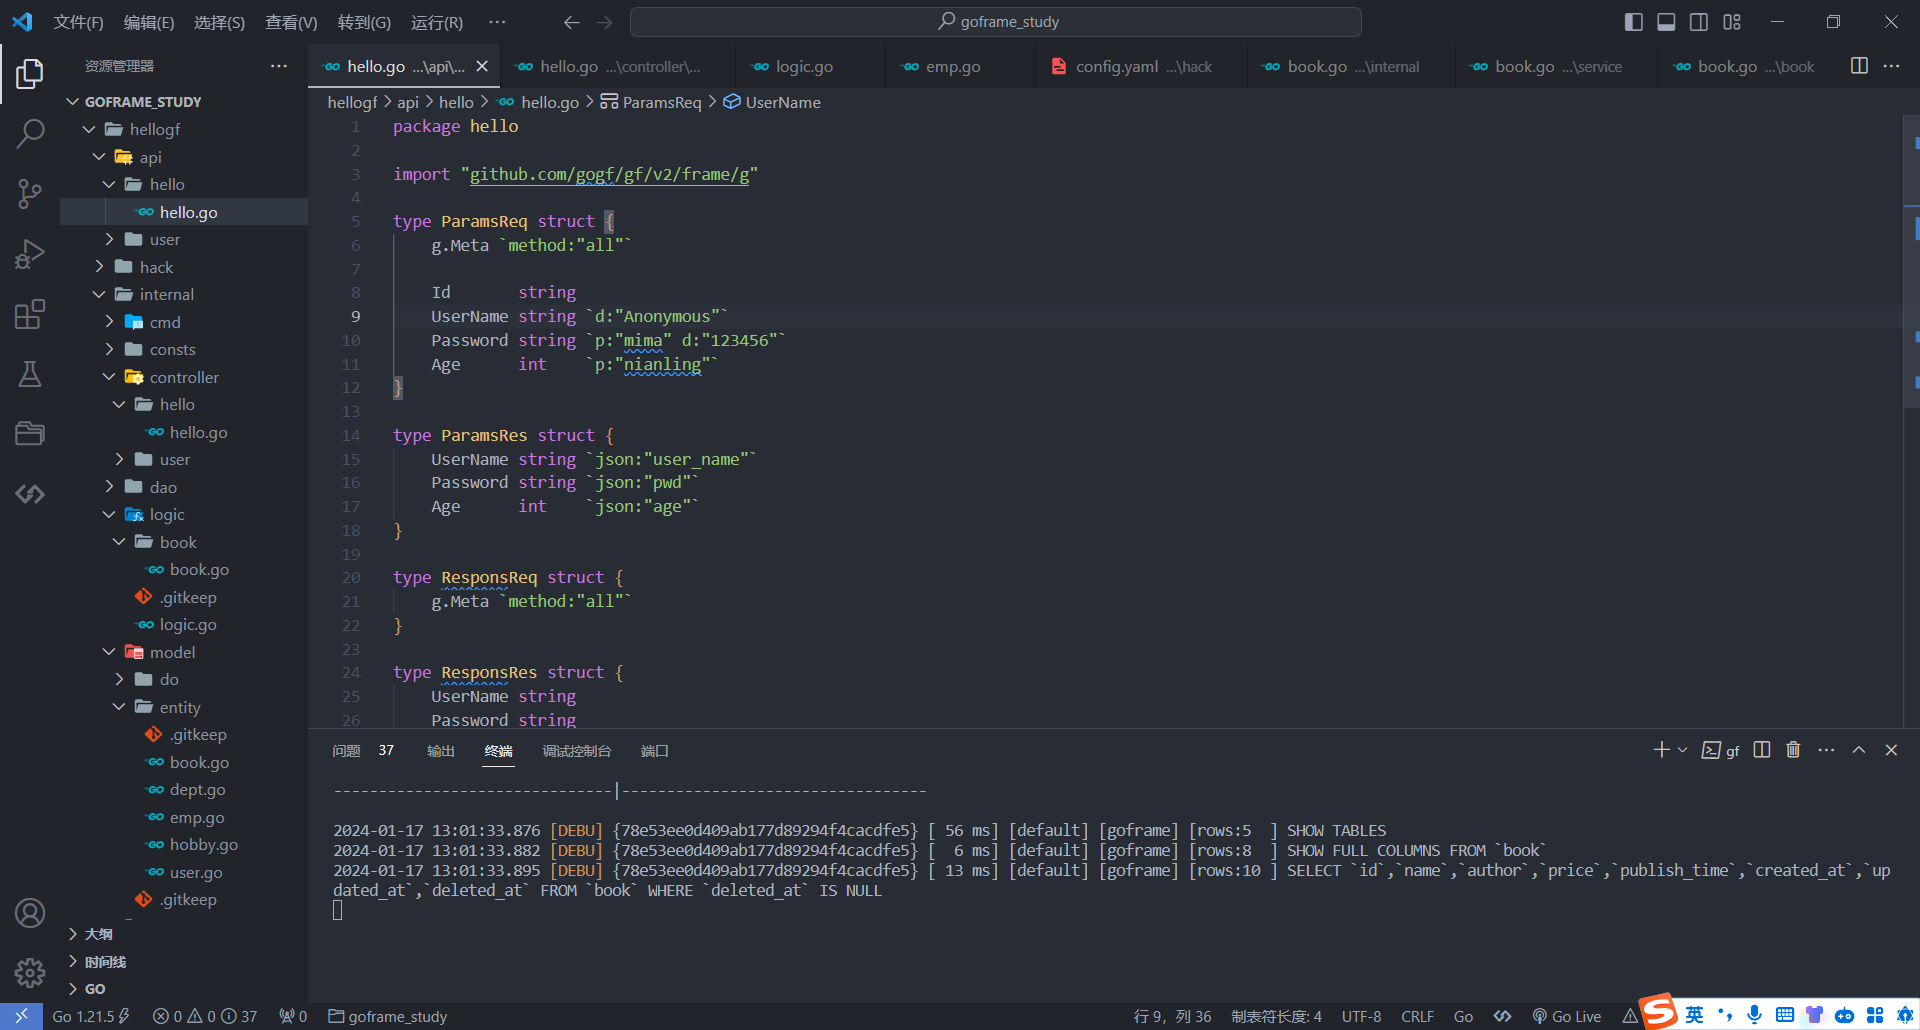 文件(F) 编辑(E) 选择(S) 查看(V) 转到(G) 运行(R) ··· goframe_study
资源管理器 ···
GOFRAME_STUDY
hellogf
api
hello
hello.go
user
hack
internal
cmd
consts
controller
hello
hello.go
user
dao
logic
book
book.go
.gitkeep
logic.go
model
do
entity
.gitkeep
book.go
dept.go
emp.go
hobby.go
user.go
.gitkeep
大纲
时间线
GO
hello.go ...\api\... hello.go ...\controller\... logic.go emp.go config.yaml ...\hack book.go ...\internal book.go ...\service book.go ...\book
hellogf > api > hello > hello.go > ParamsReq > UserName
1 package hello
2
3 import "github.com/gogf/gf/v2/frame/g"
4
5 type ParamsReq struct {
6 g.Meta `method:"all"`
7
8 Id string
9 UserName string `d:"Anonymous"`
10 Password string `p:"mima" d:"123456"`
11 Age int `p:"nianling"`
12 }
13
14 type ParamsRes struct {
15 UserName string `json:"user_name"`
16 Password string `json:"pwd"`
17 Age int `json:"age"`
18 }
19
20 type ResponsReq struct {
21 g.Meta `method:"all"`
22 }
23
24 type ResponsRes struct {
25 UserName string
26 Password string
问题 37 输出 终端 调试控制台 端口 gf
-------------------------------|----------------------------------
2024-01-17 13:01:33.876 [DEBU] {78e53ee0d409ab177d89294f4cacdfe5} [ 56 ms] [default] [goframe] [rows:5  ] SHOW TABLES
2024-01-17 13:01:33.882 [DEBU] {78e53ee0d409ab177d89294f4cacdfe5} [  6 ms] [default] [goframe] [rows:8  ] SHOW FULL COLUMNS FROM `book`
2024-01-17 13:01:33.895 [DEBU] {78e53ee0d409ab177d89294f4cacdfe5} [ 13 ms] [default] [goframe] [rows:10 ] SELECT `id`,`name`,`author`,`price`,`publish_time`,`created_at`,`up
dated_at`,`deleted_at` FROM `book` WHERE `deleted_at` IS NULL
Go 1.21.5 0 0 37 0 goframe_study 行 9，列 36 制表符长度: 4 UTF-8 CRLF Go Go Live 英